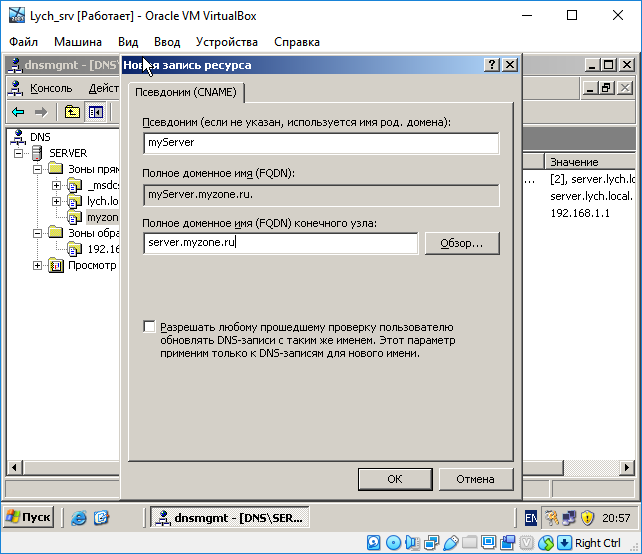 Lych_srv [Работает] - Oracle VM VirtualBox
Файл Машина Вид Ввод Устройства Справка
dnsmgmt - [DNS\
Новая запись ресурса
Консоль Дейст
Псевдоним (CNAME)
Псевдоним (если не указан, используется имя род. домена):
myServer
Полное доменное имя (FQDN):
myServer.myzone.ru.
Полное доменное имя (FQDN) конечного узла:
server.myzone.ru
Обзор...
Разрешать любому прошедшему проверку пользователю
обновлять DNS-записи с таким же именем. Этот параметр
применим только к DNS-записям для нового имени.
OK Отмена
DNS
SERVER
Зоны прям
_msdcs
lych.lo
myzone
Зоны обра
192.16
Просмотр
Значение
... [2], server.lych.lo
server.lych.local.
192.168.1.1
Пуск
dnsmgmt - [DNS\SER...
EN
20:57
Right Ctrl